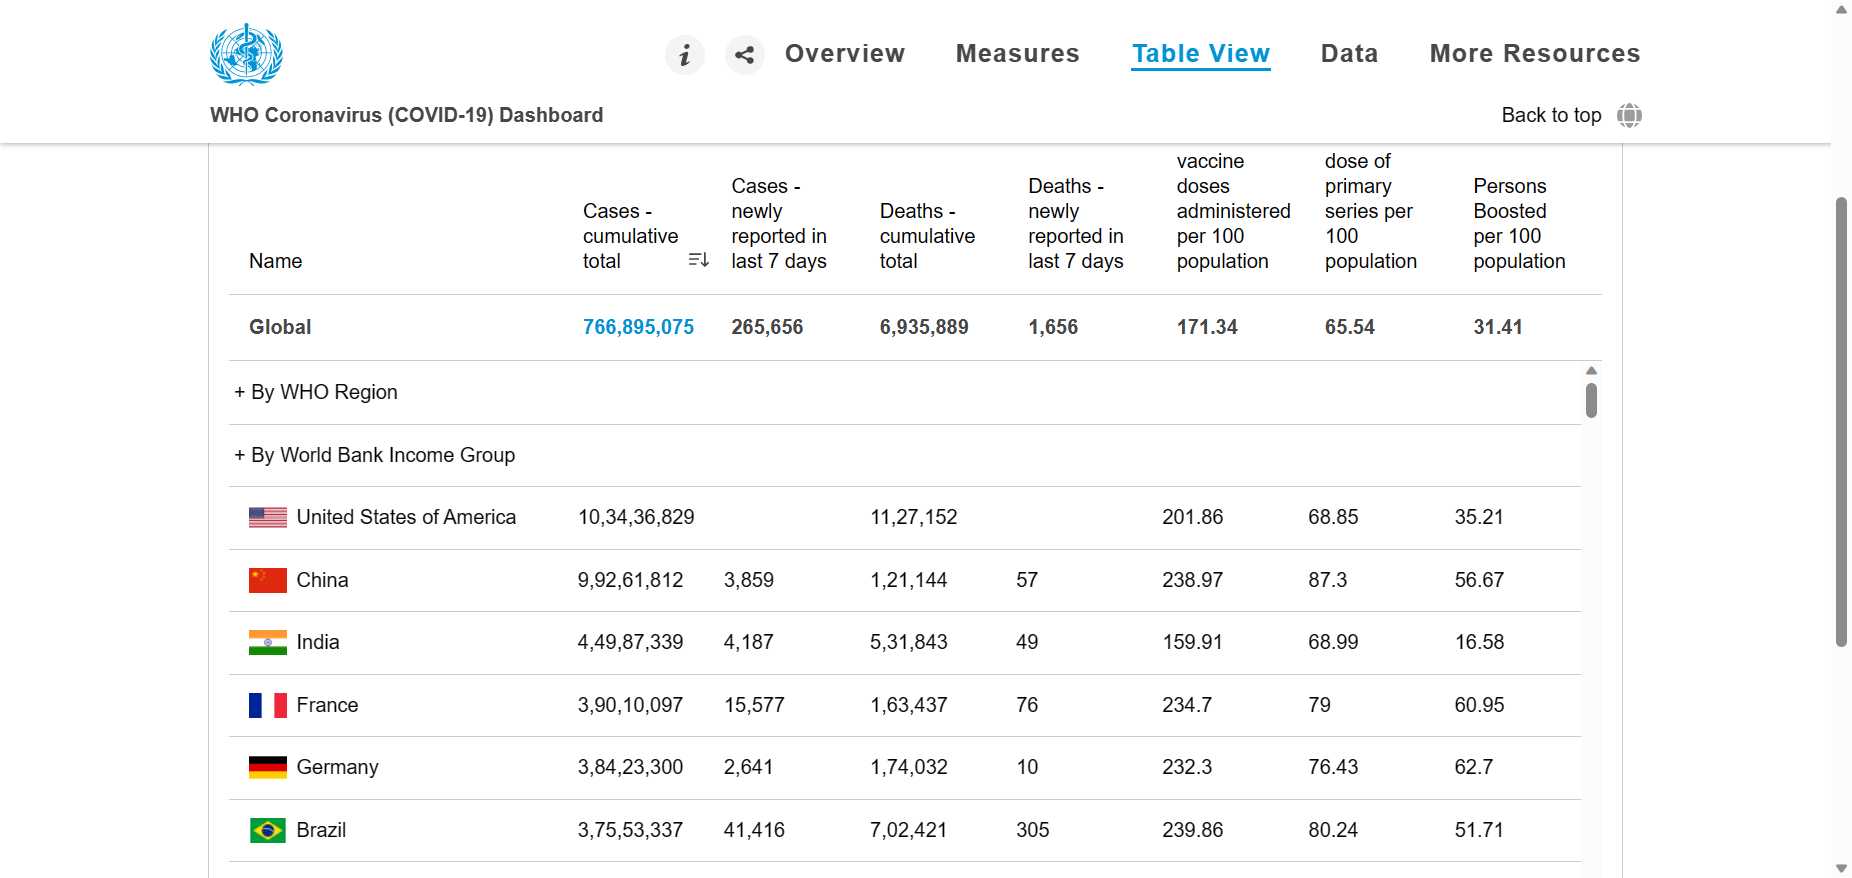 i Overview Measures Table View Data More Resources
WHO Coronavirus (COVID-19) Dashboard Back to top
vaccine dose of
Cases - Deaths - doses primary Persons
Cases - newly Deaths - newly administered series per Boosted
cumulative reported in cumulative reported in per 100 100 per 100
Name total last 7 days total last 7 days population population population
Global 766,895,075 265,656 6,935,889 1,656 171.34 65.54 31.41
+ By WHO Region
+ By World Bank Income Group
United States of America 10,34,36,829 11,27,152 201.86 68.85 35.21
China 9,92,61,812 3,859 1,21,144 57 238.97 87.3 56.67
India 4,49,87,339 4,187 5,31,843 49 159.91 68.99 16.58
France 3,90,10,097 15,577 1,63,437 76 234.7 79 60.95
Germany 3,84,23,300 2,641 1,74,032 10 232.3 76.43 62.7
Brazil 3,75,53,337 41,416 7,02,421 305 239.86 80.24 51.71